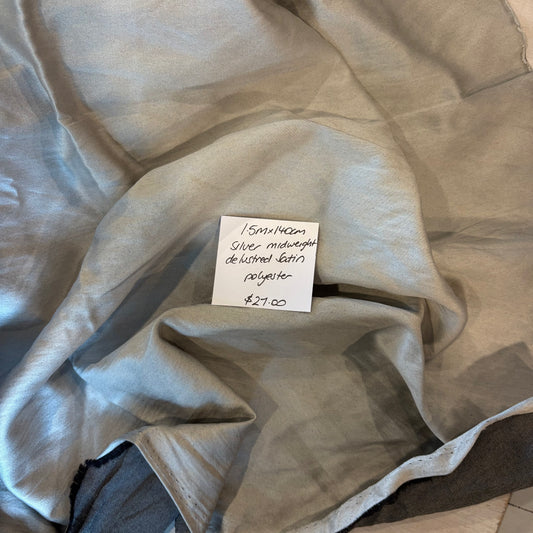 1.5m x 140cm
Silver midweight
delustred Satin
polyester
$27.00